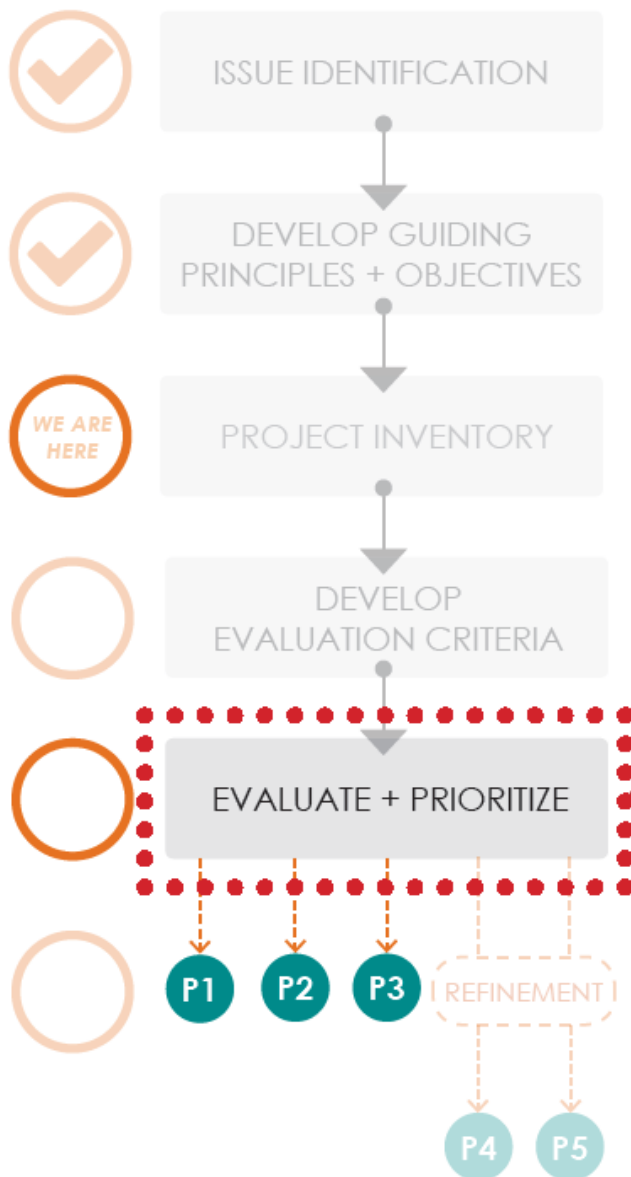 ISSUE IDENTIFICATION
DEVELOP GUIDING
PRINCIPLES + OBJECTIVES
WE ARE
HERE
PROJECT INVENTORY
DEVELOP
EVALUATION CRITERIA
EVALUATE + PRIORITIZE
P1 P2 P3 REFINEMENT
P4 P5